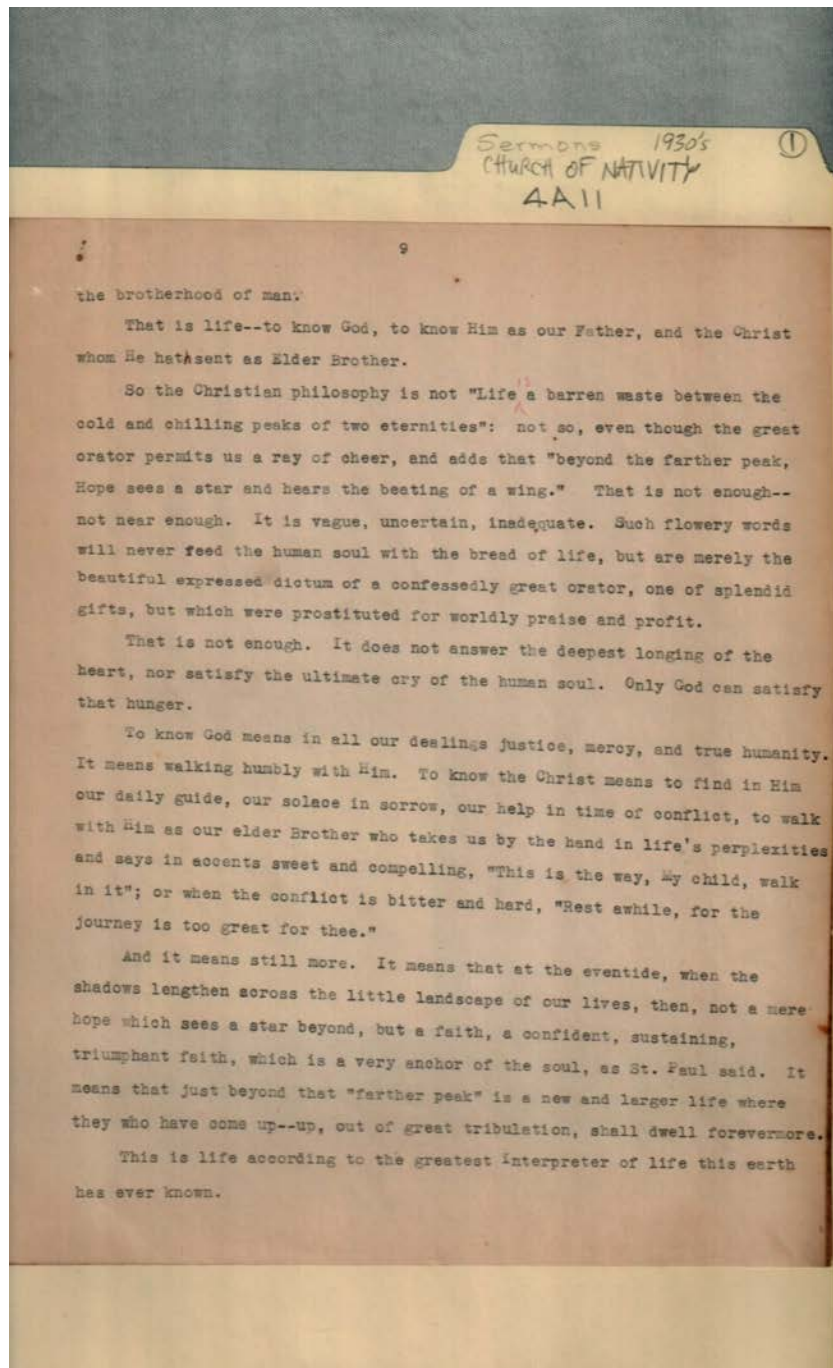 Sermons 1930's 1
CHURCH OF NATIVITY
4A11
9
the brotherhood of man.
That is life--to know God, to know Him as our Father, and the Christ
whom He hath sent as Elder Brother.
So the Christian philosophy is not "Life is a barren waste between the
cold and chilling peaks of two eternities": not so, even though the great
orator permits us a ray of cheer, and adds that "beyond the farther peak,
Hope sees a star and hears the beating of a wing." That is not enough--
not near enough. It is vague, uncertain, inadequate. Such flowery words
will never feed the human soul with the bread of life, but are merely the
beautiful expressed dictum of a confessedly great orator, one of splendid
gifts, but which were prostituted for worldly praise and profit.
That is not enough. It does not answer the deepest longing of the
heart, nor satisfy the ultimate cry of the human soul. Only God can satisfy
that hunger.
To know God means in all our dealings justice, mercy, and true humanity.
It means walking humbly with Him. To know the Christ means to find in Him
our daily guide, our solace in sorrow, our help in time of conflict, to walk
with Him as our elder Brother who takes us by the hand in life's perplexities
and says in accents sweet and compelling, "This is the way, My child, walk
in it"; or when the conflict is bitter and hard, "Rest awhile, for the
journey is too great for thee."
And it means still more. It means that at the eventide, when the
shadows lengthen across the little landscape of our lives, then, not a mere
hope which sees a star beyond, but a faith, a confident, sustaining,
triumphant faith, which is a very anchor of the soul, as St. Paul said. It
means that just beyond that "farther peak" is a new and larger life where
they who have come up--up, out of great tribulation, shall dwell forevermore.
This is life according to the greatest Interpreter of life this earth
has ever known.